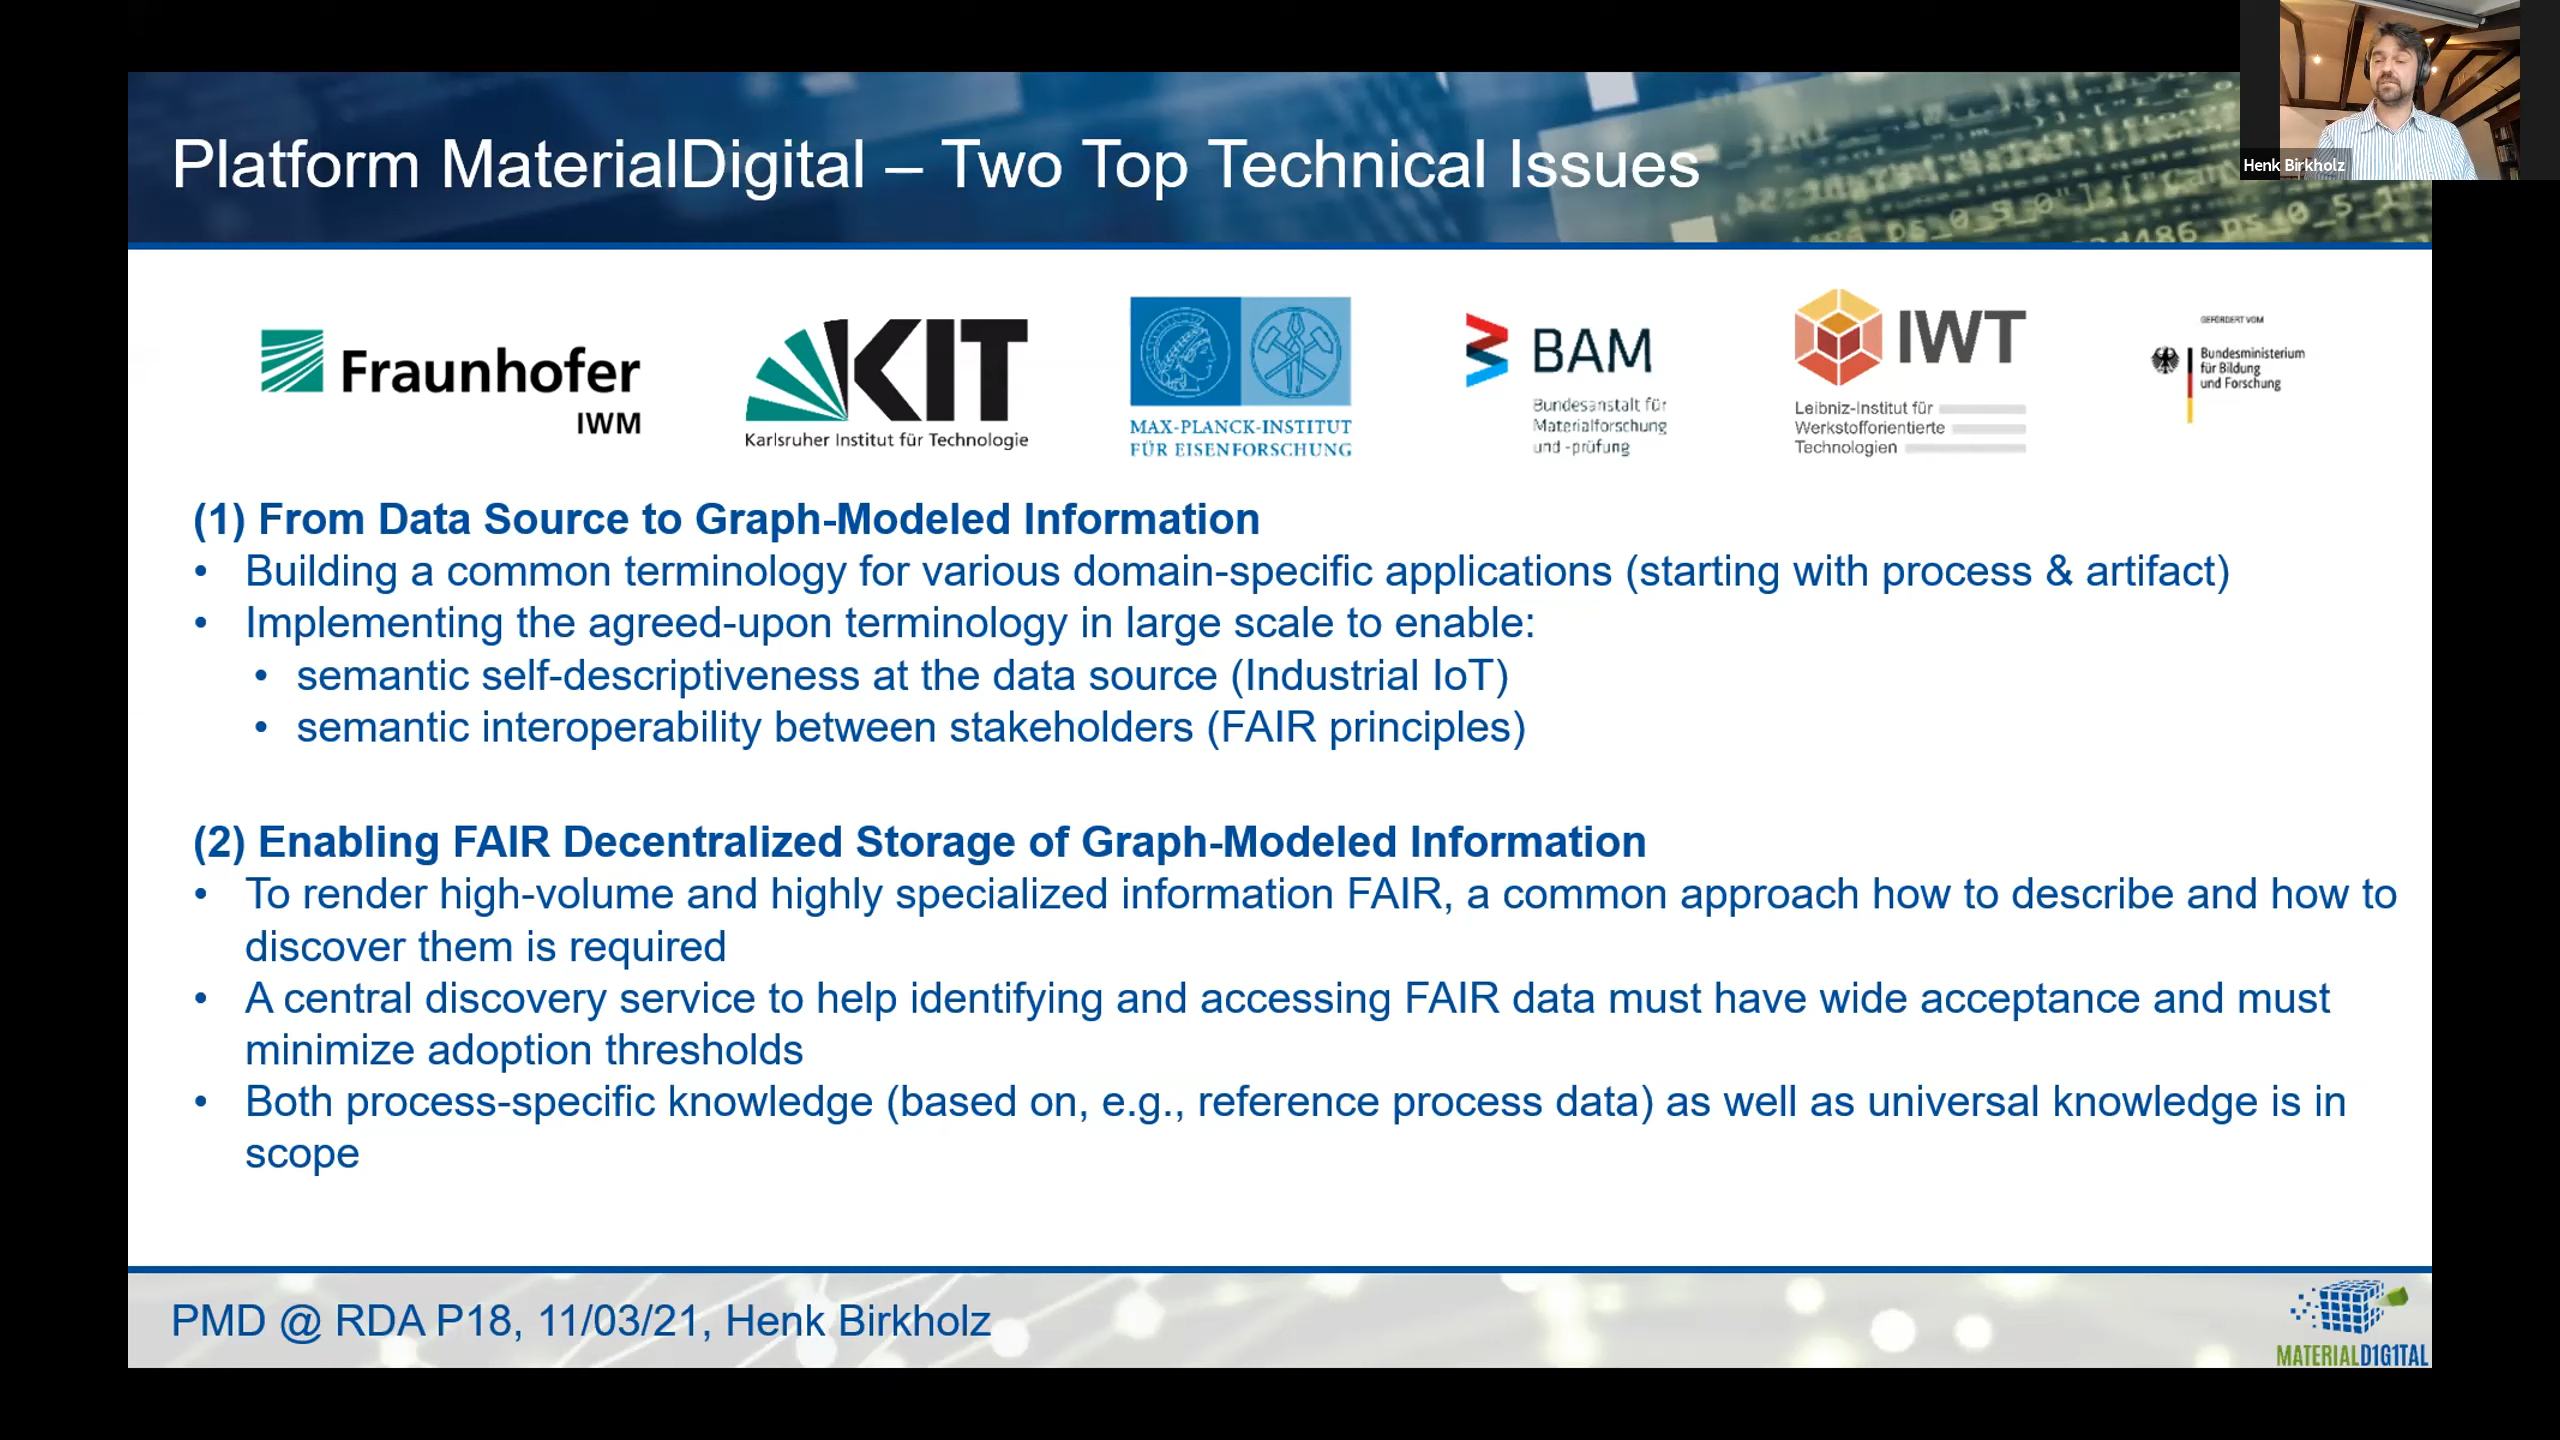 Platform MaterialDigital – Two Top Technical Issues
Henk Birkholz
Fraunhofer
IWM
KIT
Karlsruher Institut für Technologie
MAX-PLANCK-INSTITUT
FÜR EISENFORSCHUNG
BAM
Bundesanstalt für
Materialforschung
und -prüfung
IWT
Leibniz-Institut für
Werkstofforientierte
Technologien
GEFÖRDERT VOM
Bundesministerium
für Bildung
und Forschung
(1) From Data Source to Graph-Modeled Information
• Building a common terminology for various domain-specific applications (starting with process & artifact)
• Implementing the agreed-upon terminology in large scale to enable:
• semantic self-descriptiveness at the data source (Industrial IoT)
• semantic interoperability between stakeholders (FAIR principles)
(2) Enabling FAIR Decentralized Storage of Graph-Modeled Information
• To render high-volume and highly specialized information FAIR, a common approach how to describe and how to
discover them is required
• A central discovery service to help identifying and accessing FAIR data must have wide acceptance and must
minimize adoption thresholds
• Both process-specific knowledge (based on, e.g., reference process data) as well as universal knowledge is in
scope
PMD @ RDA P18, 11/03/21, Henk Birkholz
MATERIALD1G1TAL